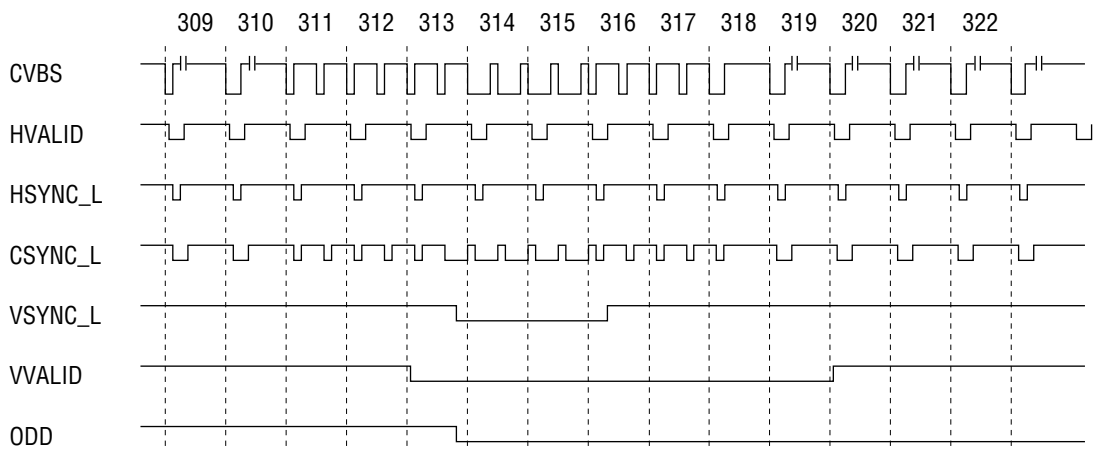 309 310 311 312 313 314 315 316 317 318 319 320 321 322
CVBS
HVALID
HSYNC_L
CSYNC_L
VSYNC_L
VVALID
ODD